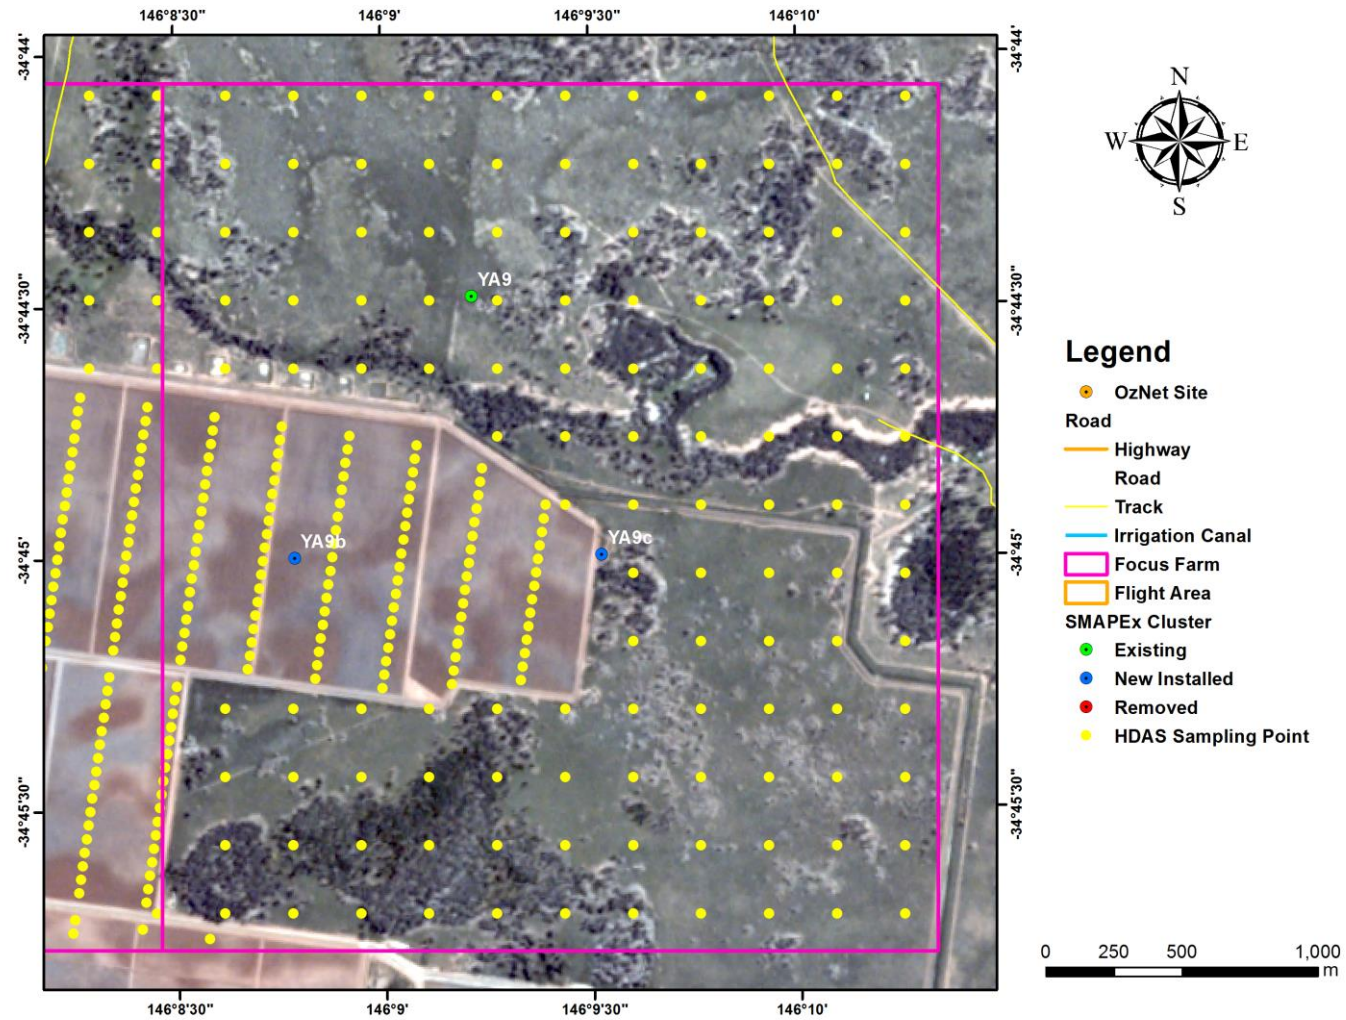 146°8'30" 146°9' 146°9'30" 146°10'
-34°44' -34°44'
N
W E
S
YA9
-34°44'30" -34°44'30"
Legend
OzNet Site
Road
Highway
Road
Track
YA9b YA9c
Irrigation Canal
-34°45' -34°45'
Focus Farm
Flight Area
SMAPEx Cluster
Existing
New Installed
Removed
HDAS Sampling Point
-34°45'30" -34°45'30"
0 250 500 1,000
m
146°8'30" 146°9' 146°9'30" 146°10'